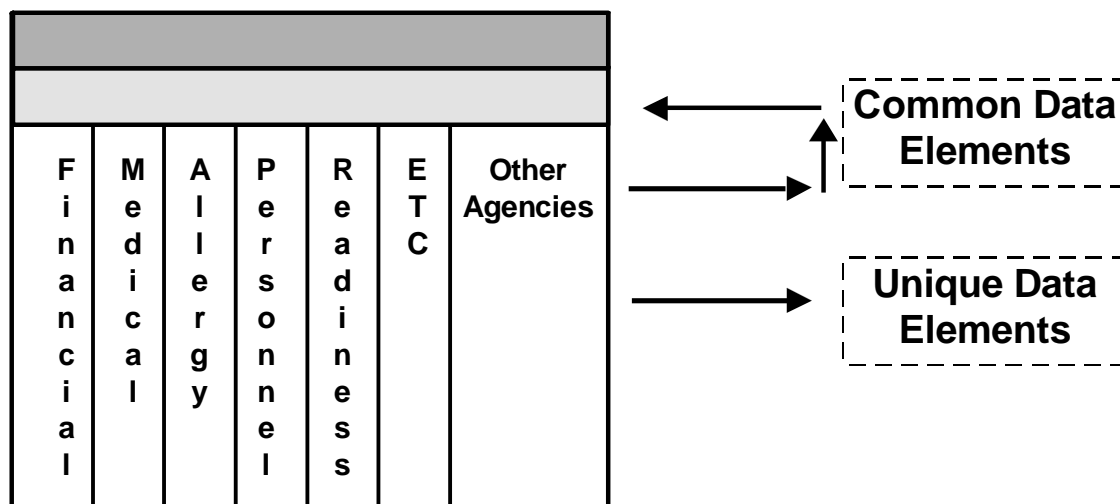 Financial
Medical
Allergy
Personnel
Readiness
ETC
Other
Agencies
Common Data
Elements
Unique Data
Elements